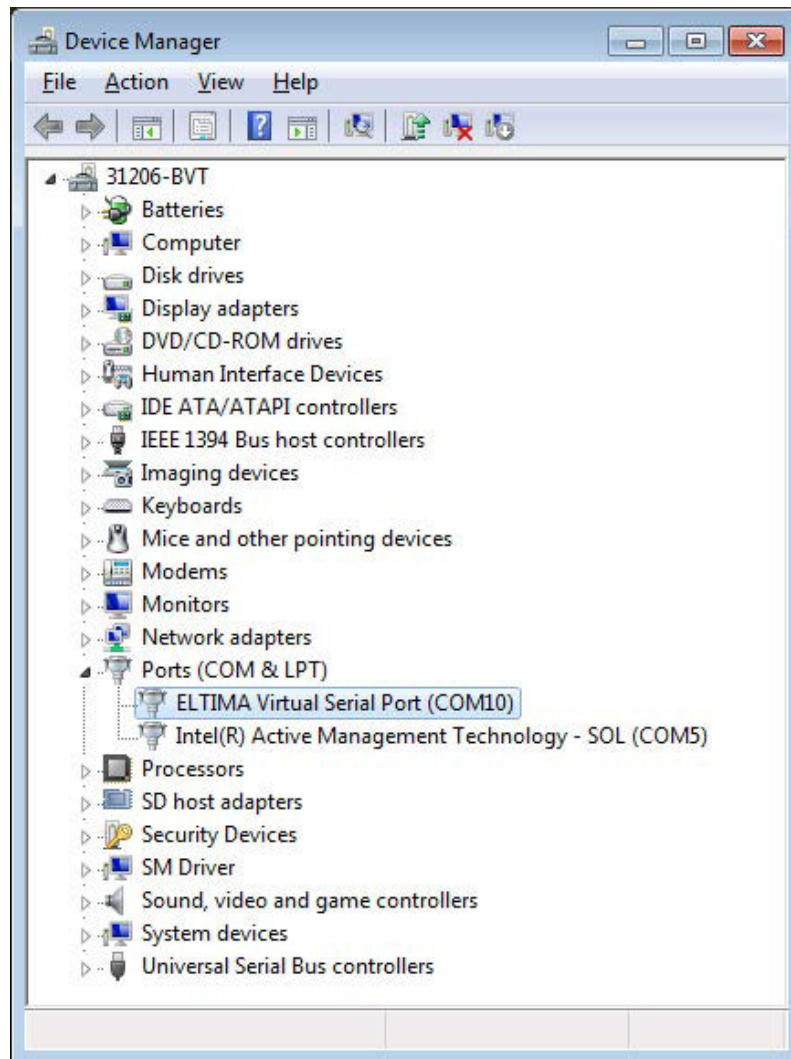 Device Manager
File Action View Help
31206-BVT
Batteries
Computer
Disk drives
Display adapters
DVD/CD-ROM drives
Human Interface Devices
IDE ATA/ATAPI controllers
IEEE 1394 Bus host controllers
Imaging devices
Keyboards
Mice and other pointing devices
Modems
Monitors
Network adapters
Ports (COM & LPT)
ELTIMA Virtual Serial Port (COM10)
Intel(R) Active Management Technology - SOL (COM5)
Processors
SD host adapters
Security Devices
SM Driver
Sound, video and game controllers
System devices
Universal Serial Bus controllers